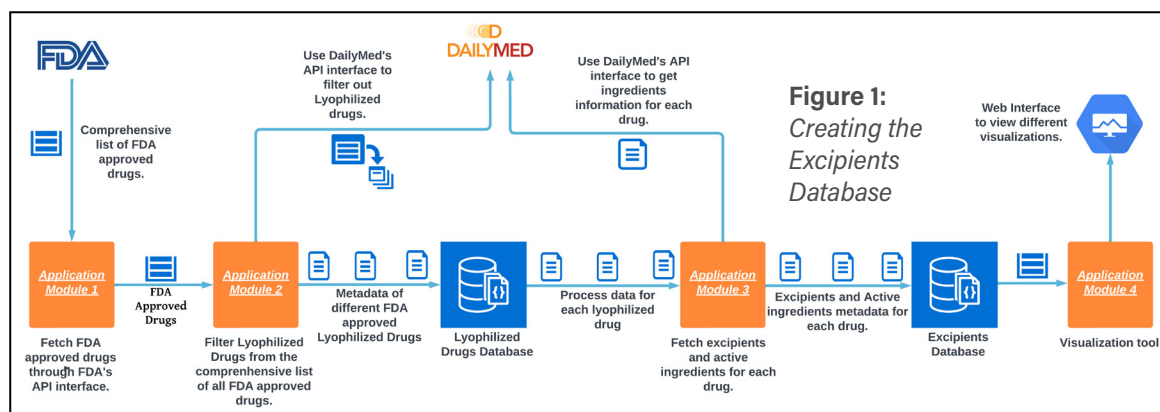 FDA
Comprehensive
list of FDA
approved
drugs.
Use DailyMed's
API interface to
filter out
Lyophilized
drugs.
DAILYMED
Use DailyMed's API
interface to get
ingredients
information for each
drug.
Figure 1:
Creating the
Excipients
Database
Web Interface
to view different
visualizations.
Application
Module 1
FDA
Approved
Drugs
Fetch FDA
approved drugs
through FDA's
API interface.
Application
Module 2
Filter Lyophilized
Drugs from the
comprenhensive list
of all FDA approved
drugs.
Metadata of
different FDA
approved
Lyophilized Drugs
Lyophilized
Drugs Database
Process data for
each lyophilized
drug
Application
Module 3
Fetch excipients
and active
ingredients for each
drug.
Excipients and Active
ingredients metadata for
each drug.
Excipients
Database
Application
Module 4
Visualization tool